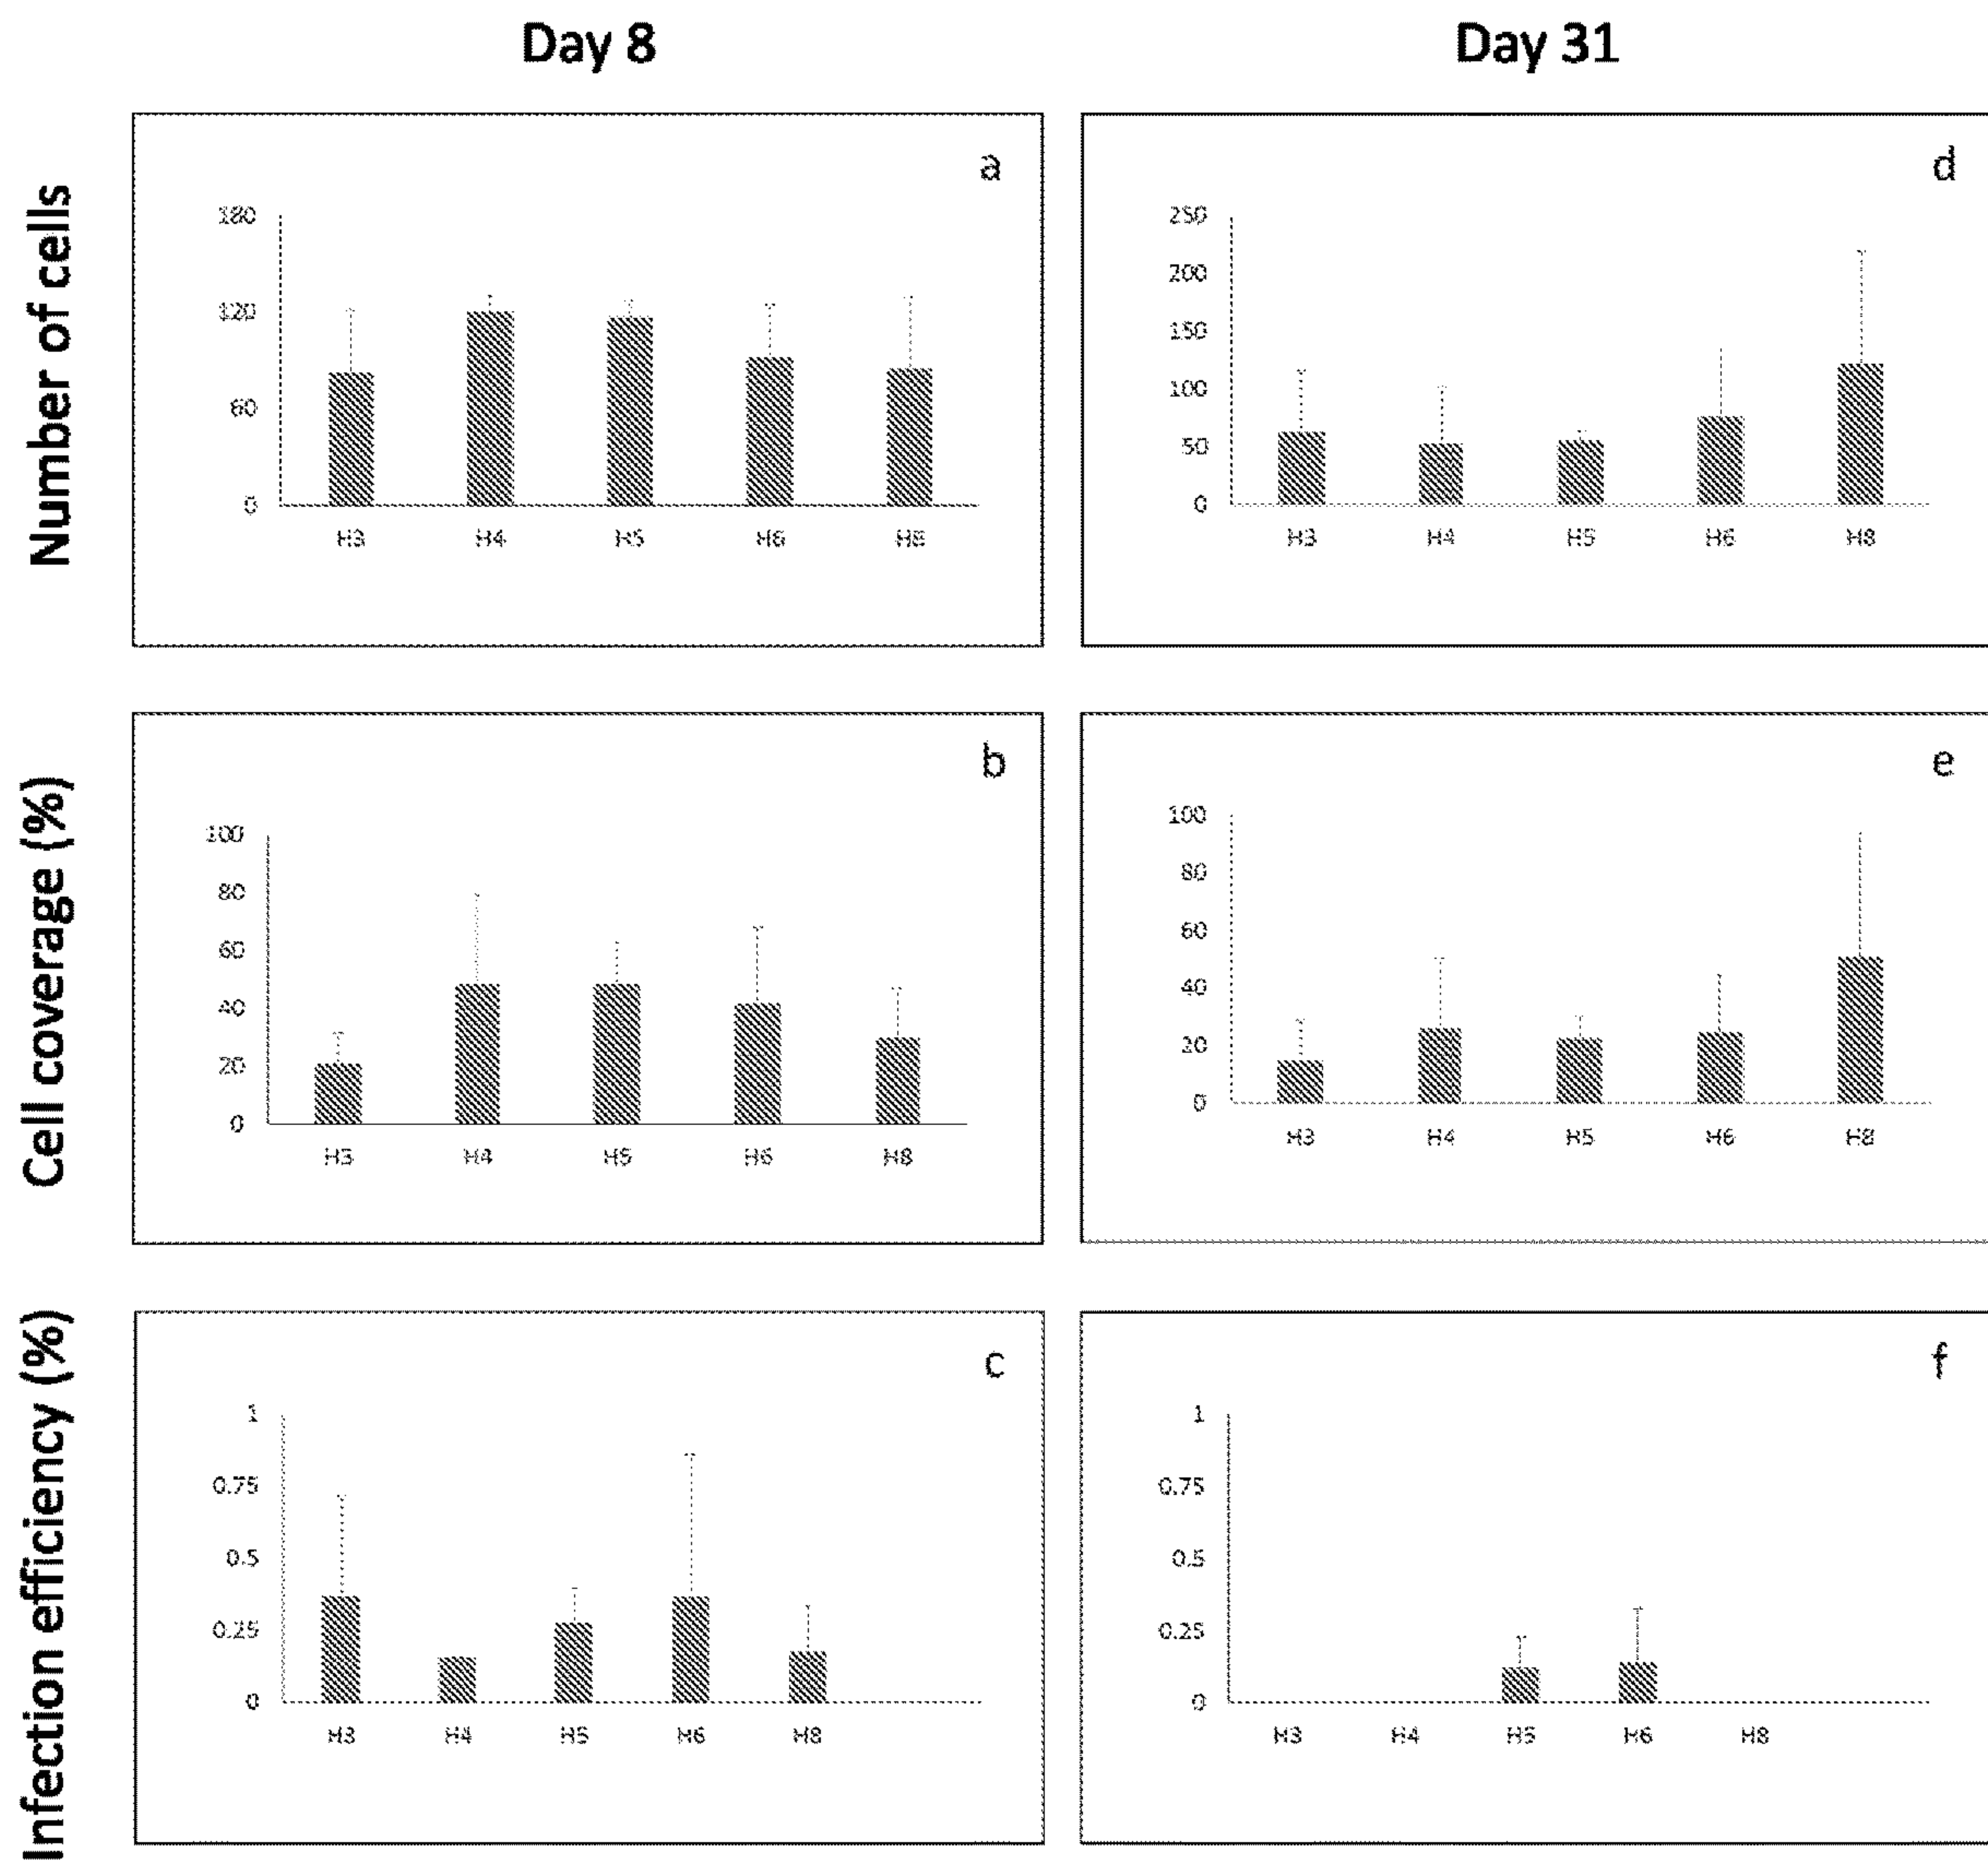 Day 8
Day 31
Number of cells
a
180
120
60
0
H3 H4 H5 H6 H8
d
250
200
150
100
50
0
H3 H4 H5 H6 H8
Cell coverage (%)
b
100
80
60
40
20
0
H3 H4 H5 H6 H8
e
100
80
60
40
20
0
H3 H4 H5 H6 H8
Infection efficiency (%)
c
1
0.75
0.5
0.25
0
H3 H4 H5 H6 H8
f
1
0.75
0.5
0.25
0
H3 H4 H5 H6 H8